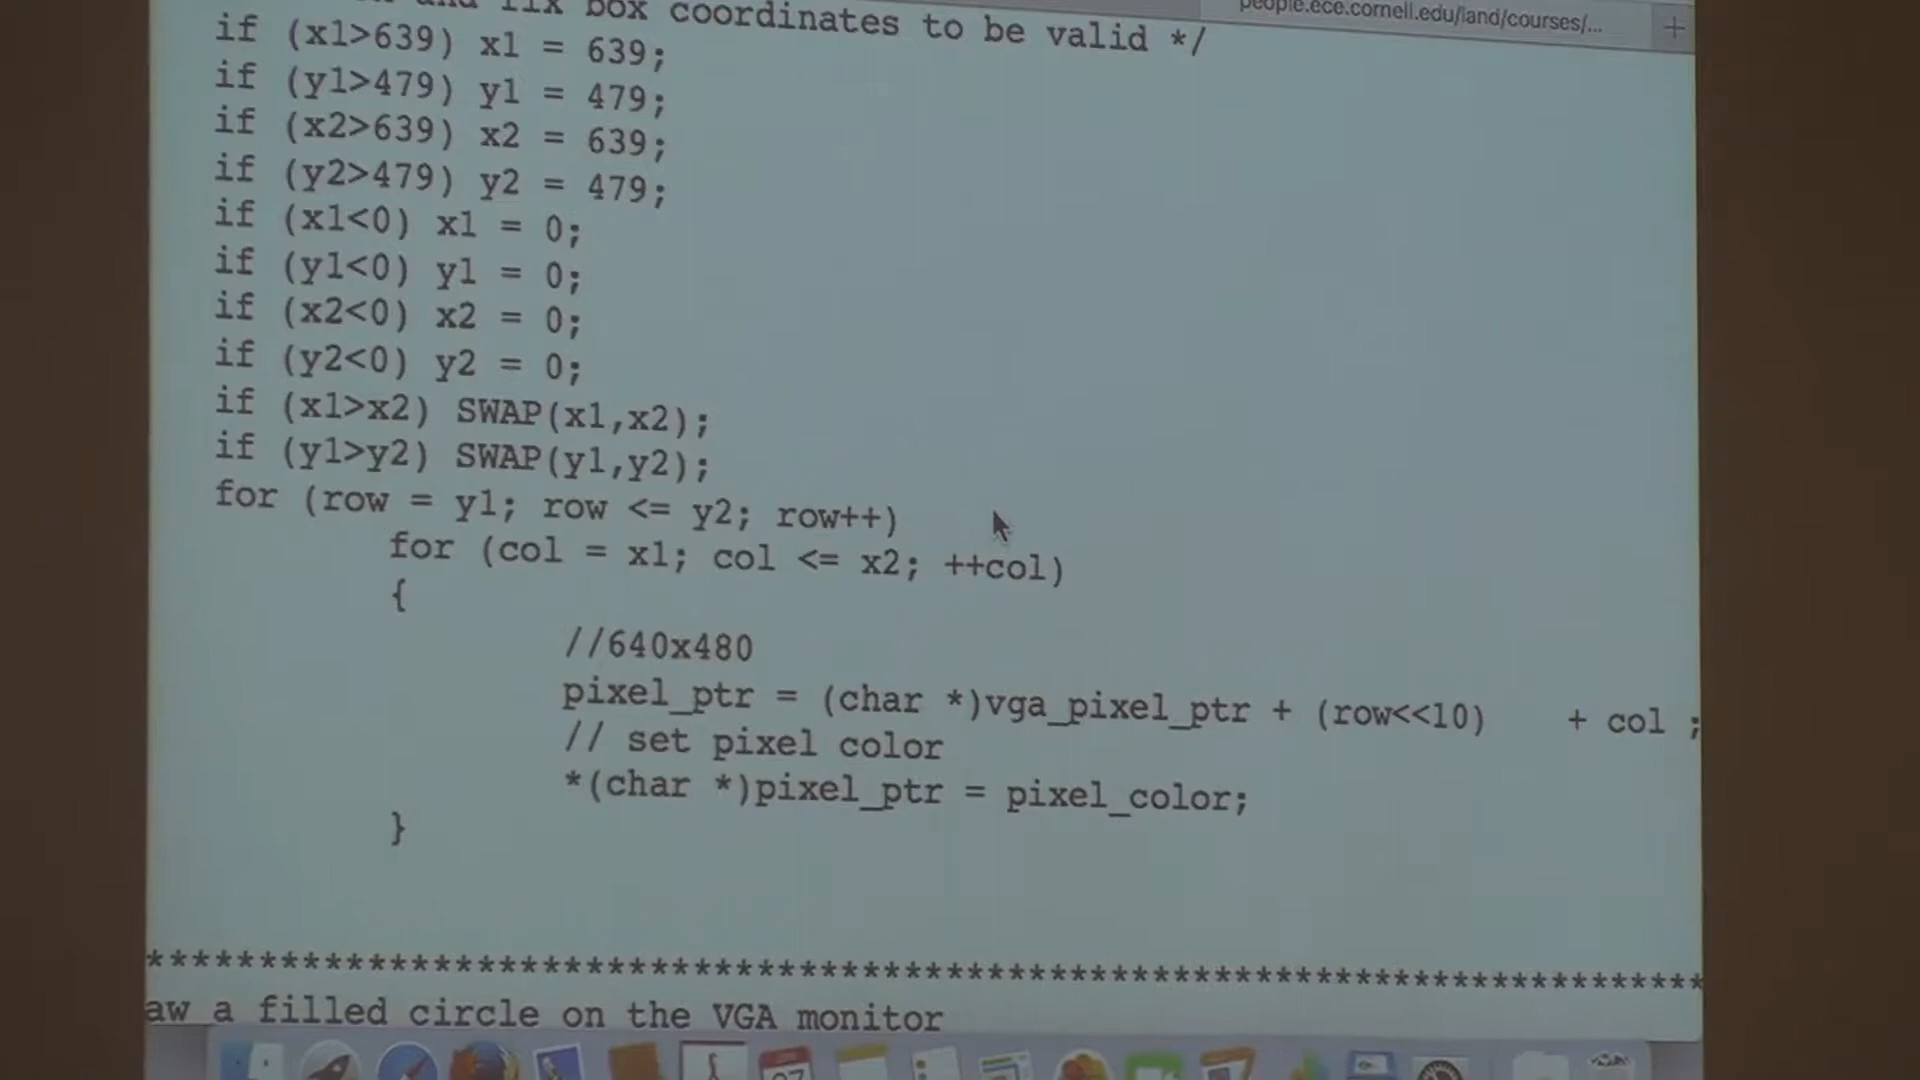 people.ece.cornell.edu/land/courses/...
and fix box coordinates to be valid */
if (x1>639) x1 = 639;
if (y1>479) y1 = 479;
if (x2>639) x2 = 639;
if (y2>479) y2 = 479;
if (x1<0) x1 = 0;
if (y1<0) y1 = 0;
if (x2<0) x2 = 0;
if (y2<0) y2 = 0;
if (x1>x2) SWAP(x1,x2);
if (y1>y2) SWAP(y1,y2);
for (row = y1; row <= y2; row++)
for (col = x1; col <= x2; ++col)
{
//640x480
pixel_ptr = (char *)vga_pixel_ptr + (row<<10) + col ;
// set pixel color
*(char *)pixel_ptr = pixel_color;
}
************************************************************************
aw a filled circle on the VGA monitor